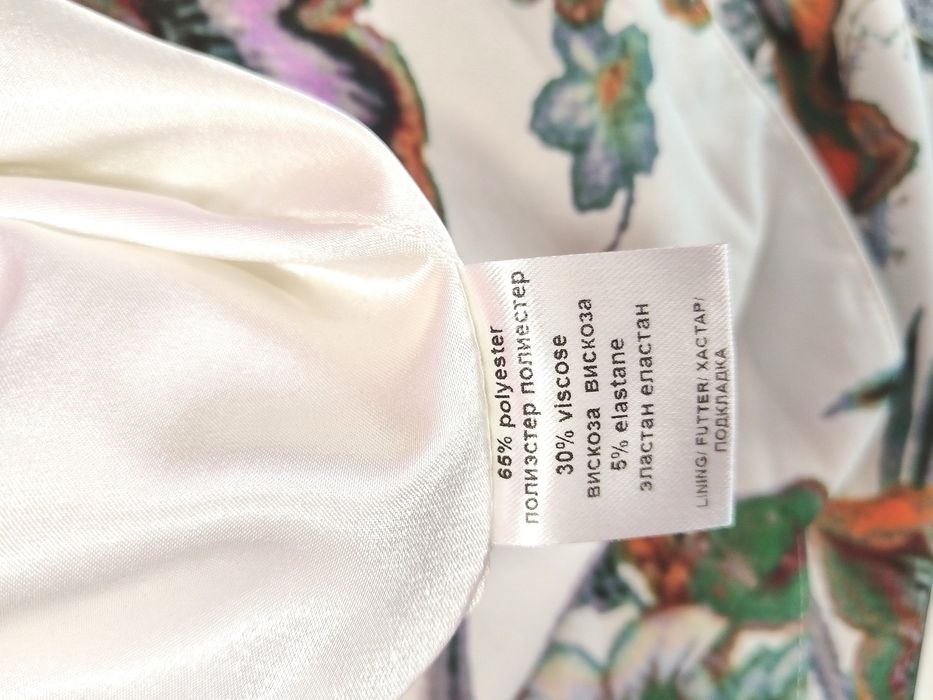 65% polyester
полиэстер полиестер
30% viscose
вискоза вискоза
5% elastane
эластан еластан
LINING/ FUTTER/ ХАСТАР/
ПОДКЛАДКА